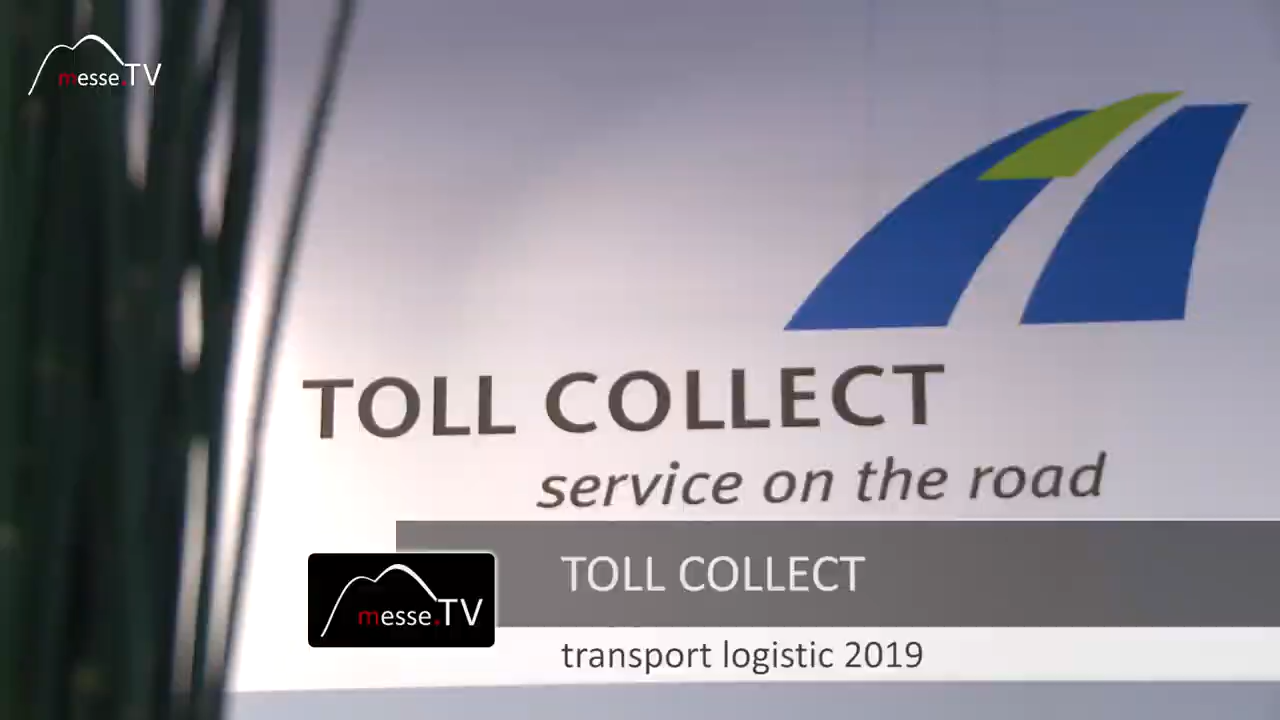 messe.TV
TOLL COLLECT
service on the road
TOLL COLLECT
messe.TV
transport logistic 2019